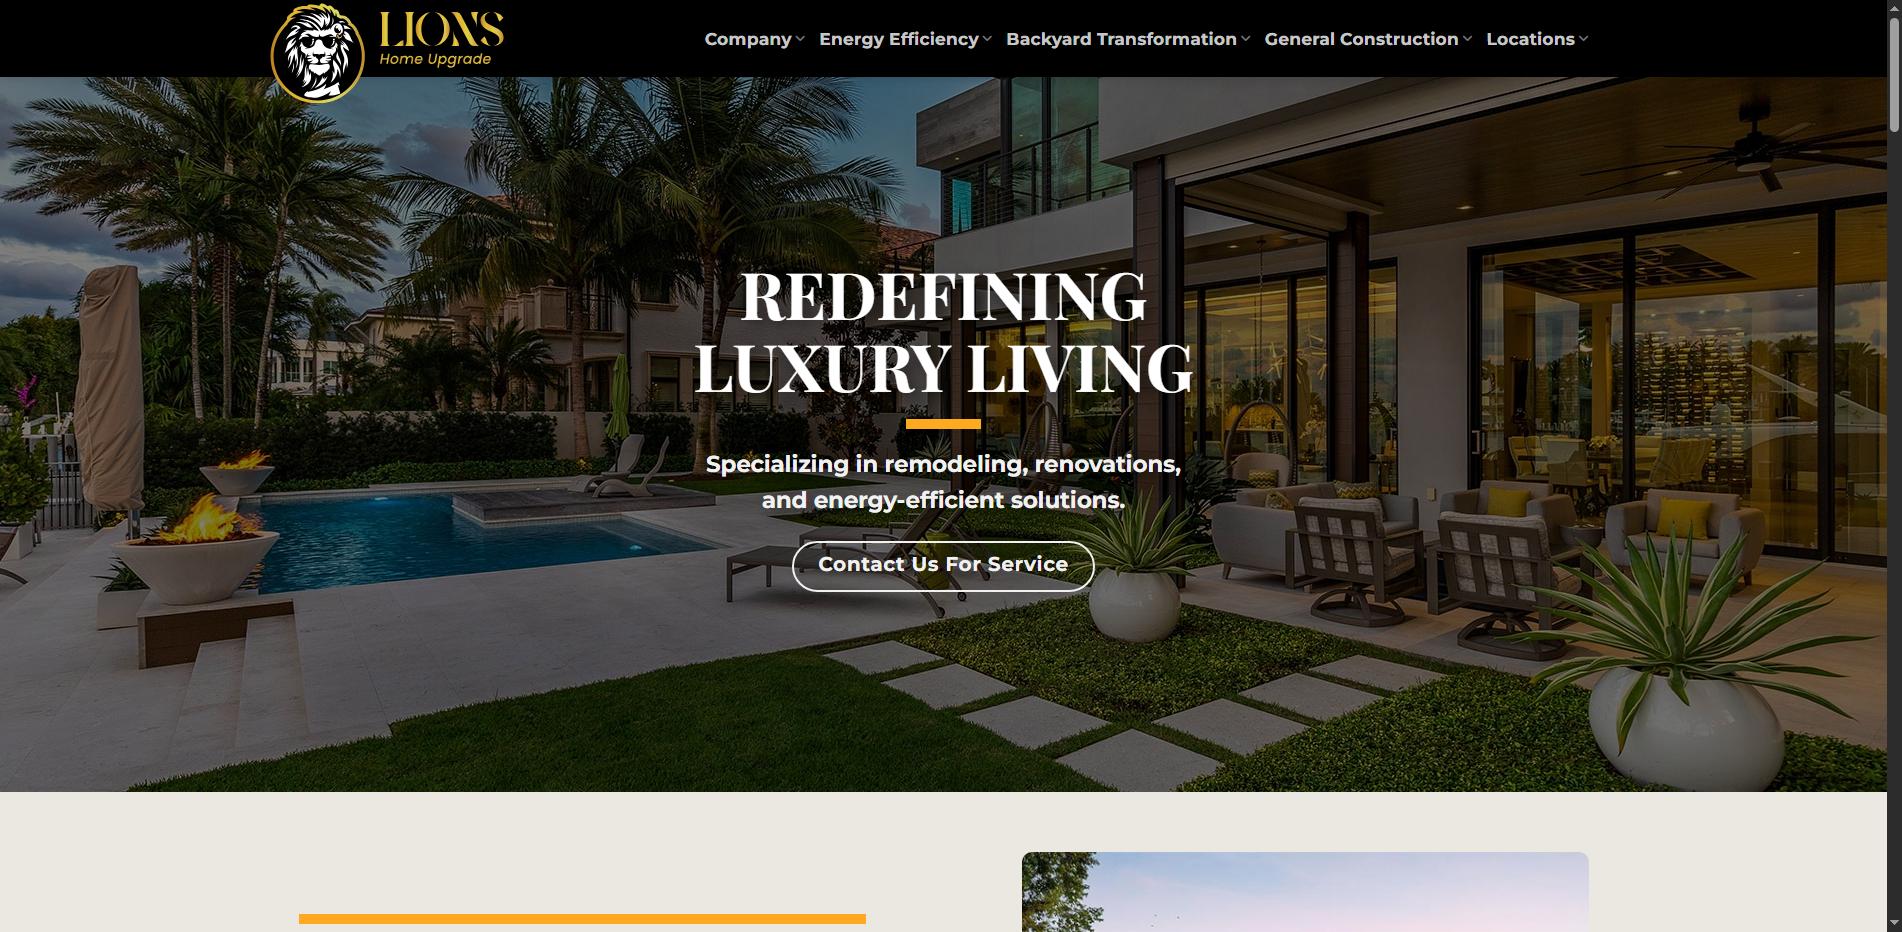 LIONS
Home Upgrade
Company Energy Efficiency Backyard Transformation General Construction Locations
REDEFINING
LUXURY LIVING
Specializing in remodeling, renovations,
and energy-efficient solutions.
Contact Us For Service